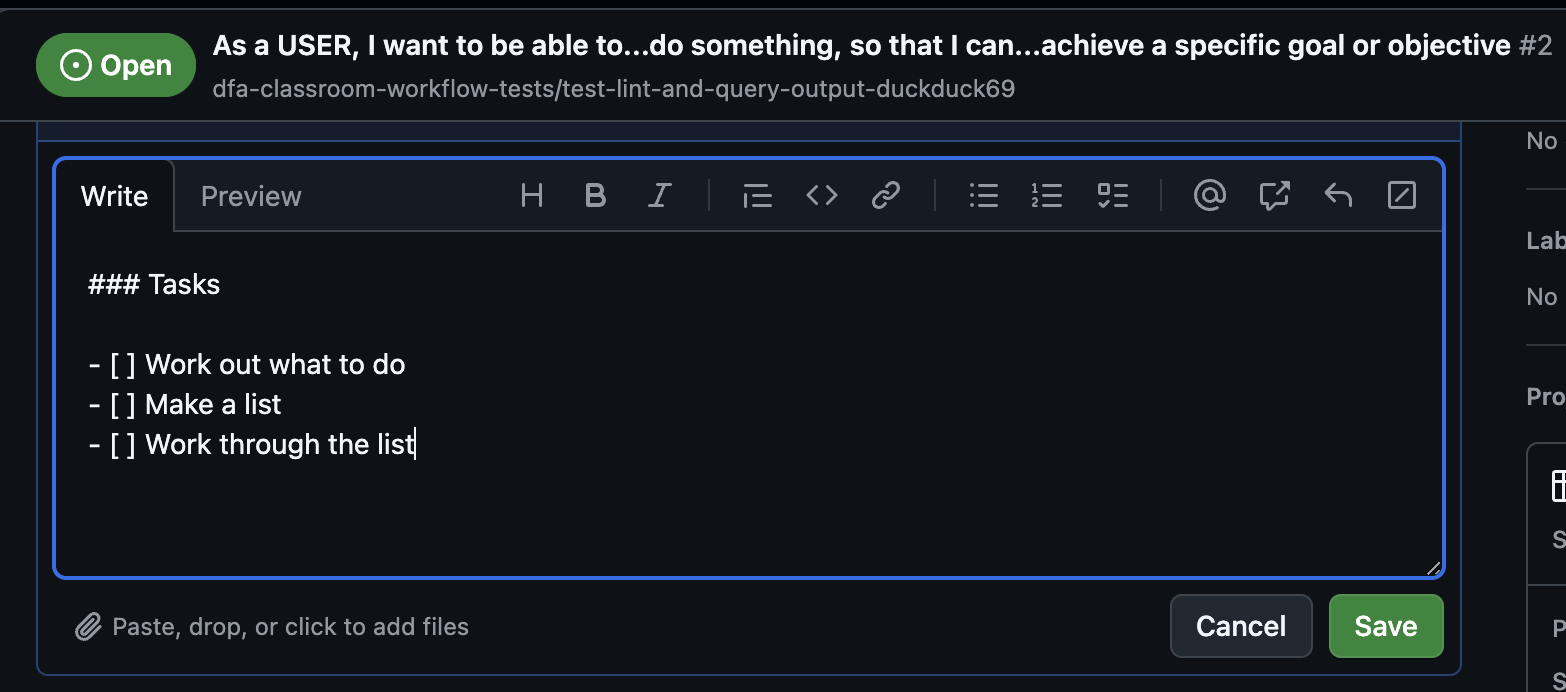 Open
As a USER, I want to be able to...do something, so that I can...achieve a specific goal or objective #2
dfa-classroom-workflow-tests/test-lint-and-query-output-duckduck69
No
Write
Preview
### Tasks
- [ ] Work out what to do
- [ ] Make a list
- [ ] Work through the list
Lab
No
Pro
Paste, drop, or click to add files
Cancel
Save